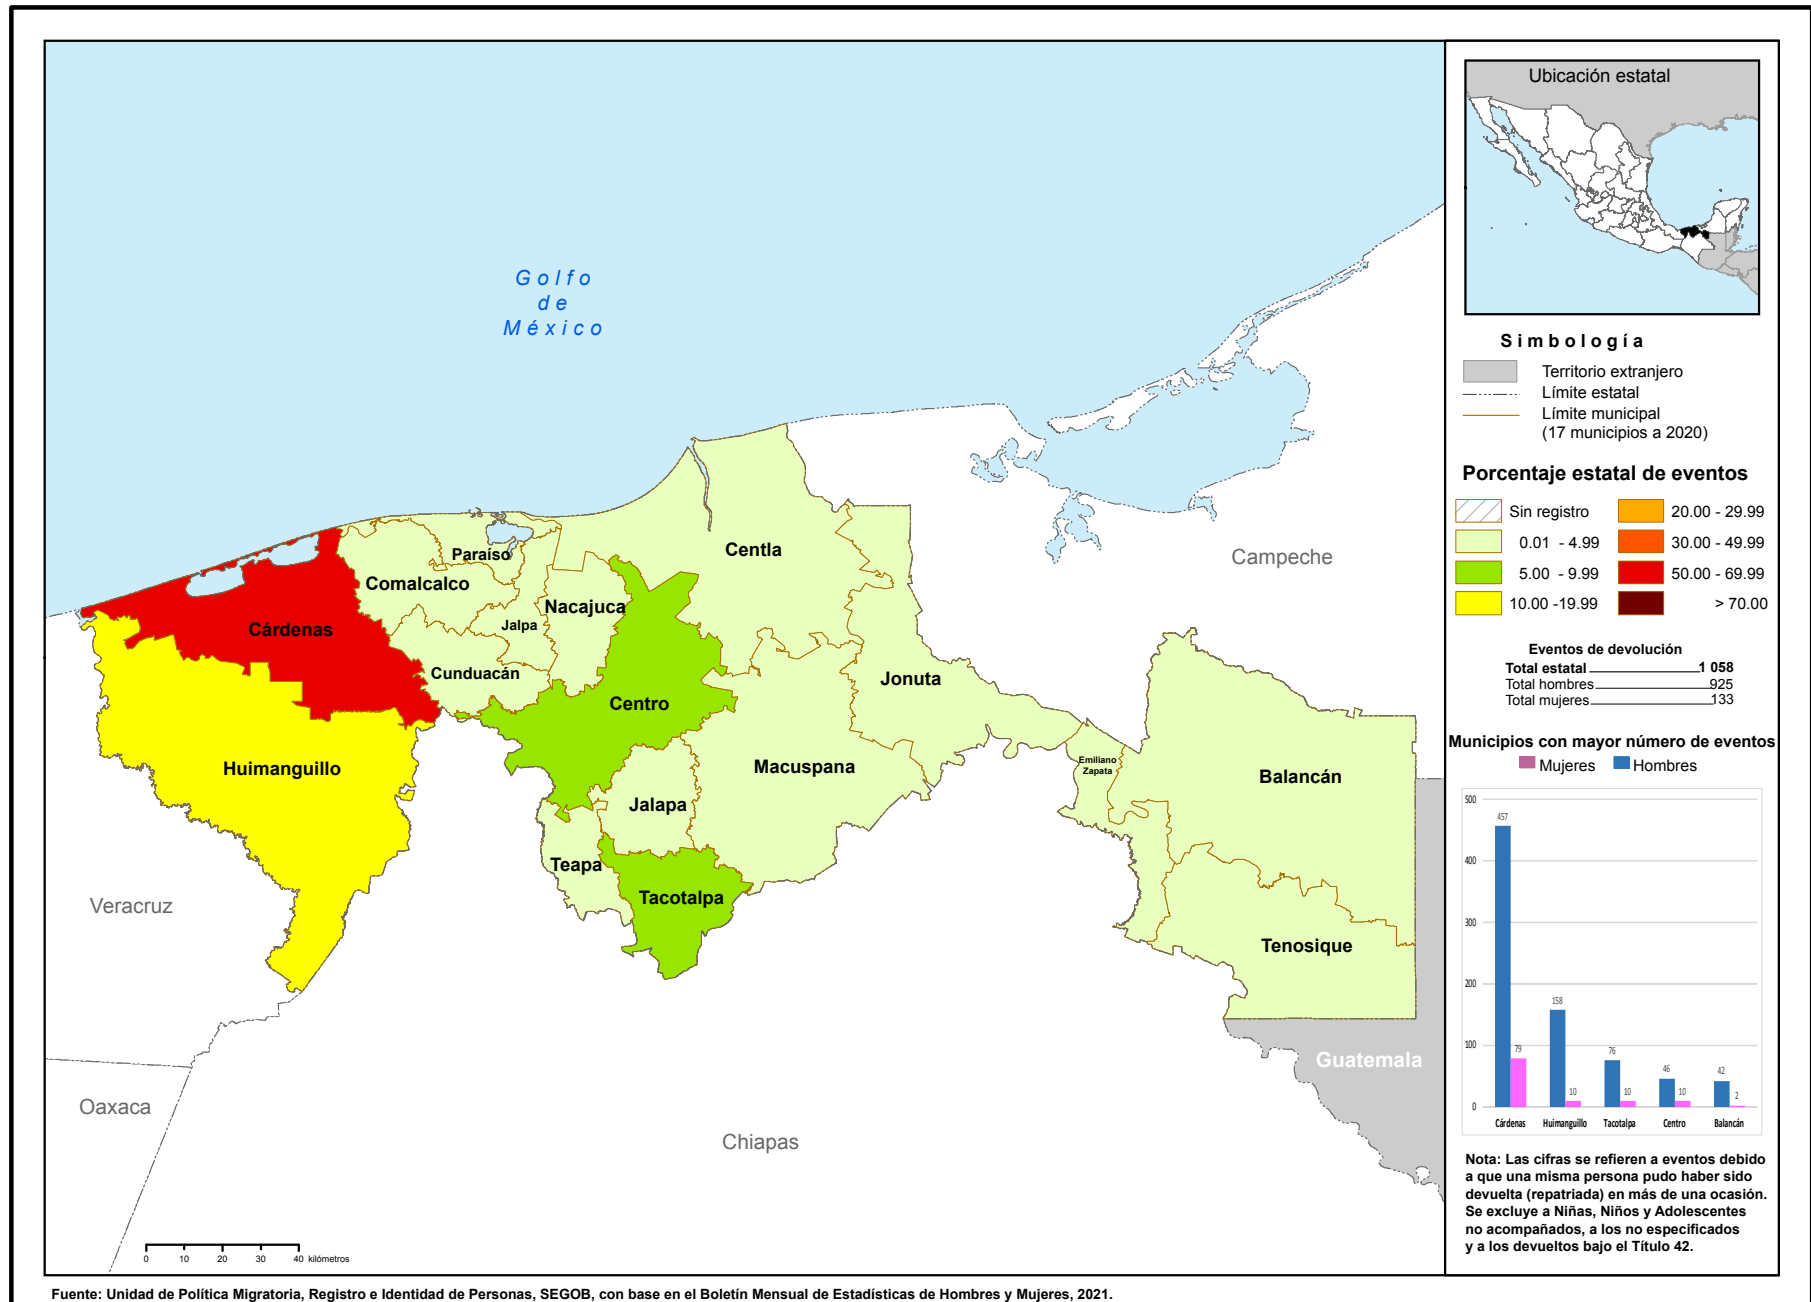 Golfo
de
México
Paraíso
Centla
Comalcalco
Nacajuca
Jalpa
Cárdenas
Cunduacán
Jonuta
Centro
Huimanguillo
Macuspana
Emiliano
Zapata
Balancán
Jalapa
Teapa
Tacotalpa
Tenosique
Campeche
Veracruz
Oaxaca
Chiapas
Guatemala
0 10 20 30 40 kilómetros
Ubicación estatal
Simbología
Territorio extranjero
Límite estatal
Límite municipal
(17 municipios a 2020)
Porcentaje estatal de eventos
Sin registro
0.01 - 4.99
5.00 - 9.99
10.00 -19.99
20.00 - 29.99
30.00 - 49.99
50.00 - 69.99
> 70.00
Eventos de devolución
Total estatal 1 058
Total hombres 925
Total mujeres 133
Municipios con mayor número de eventos
Mujeres Hombres
500
400
300
200
100
0
457
79
158
10
76
10
46
10
42
2
Cárdenas Huimanguillo Tacotalpa Centro Balancán
Nota: Las cifras se refieren a eventos debido
a que una misma persona pudo haber sido
devuelta (repatriada) en más de una ocasión.
Se excluye a Niñas, Niños y Adolescentes
no acompañados, a los no especificados
y a los devueltos bajo el Título 42.
Fuente: Unidad de Política Migratoria, Registro e Identidad de Personas, SEGOB, con base en el Boletín Mensual de Estadísticas de Hombres y Mujeres, 2021.